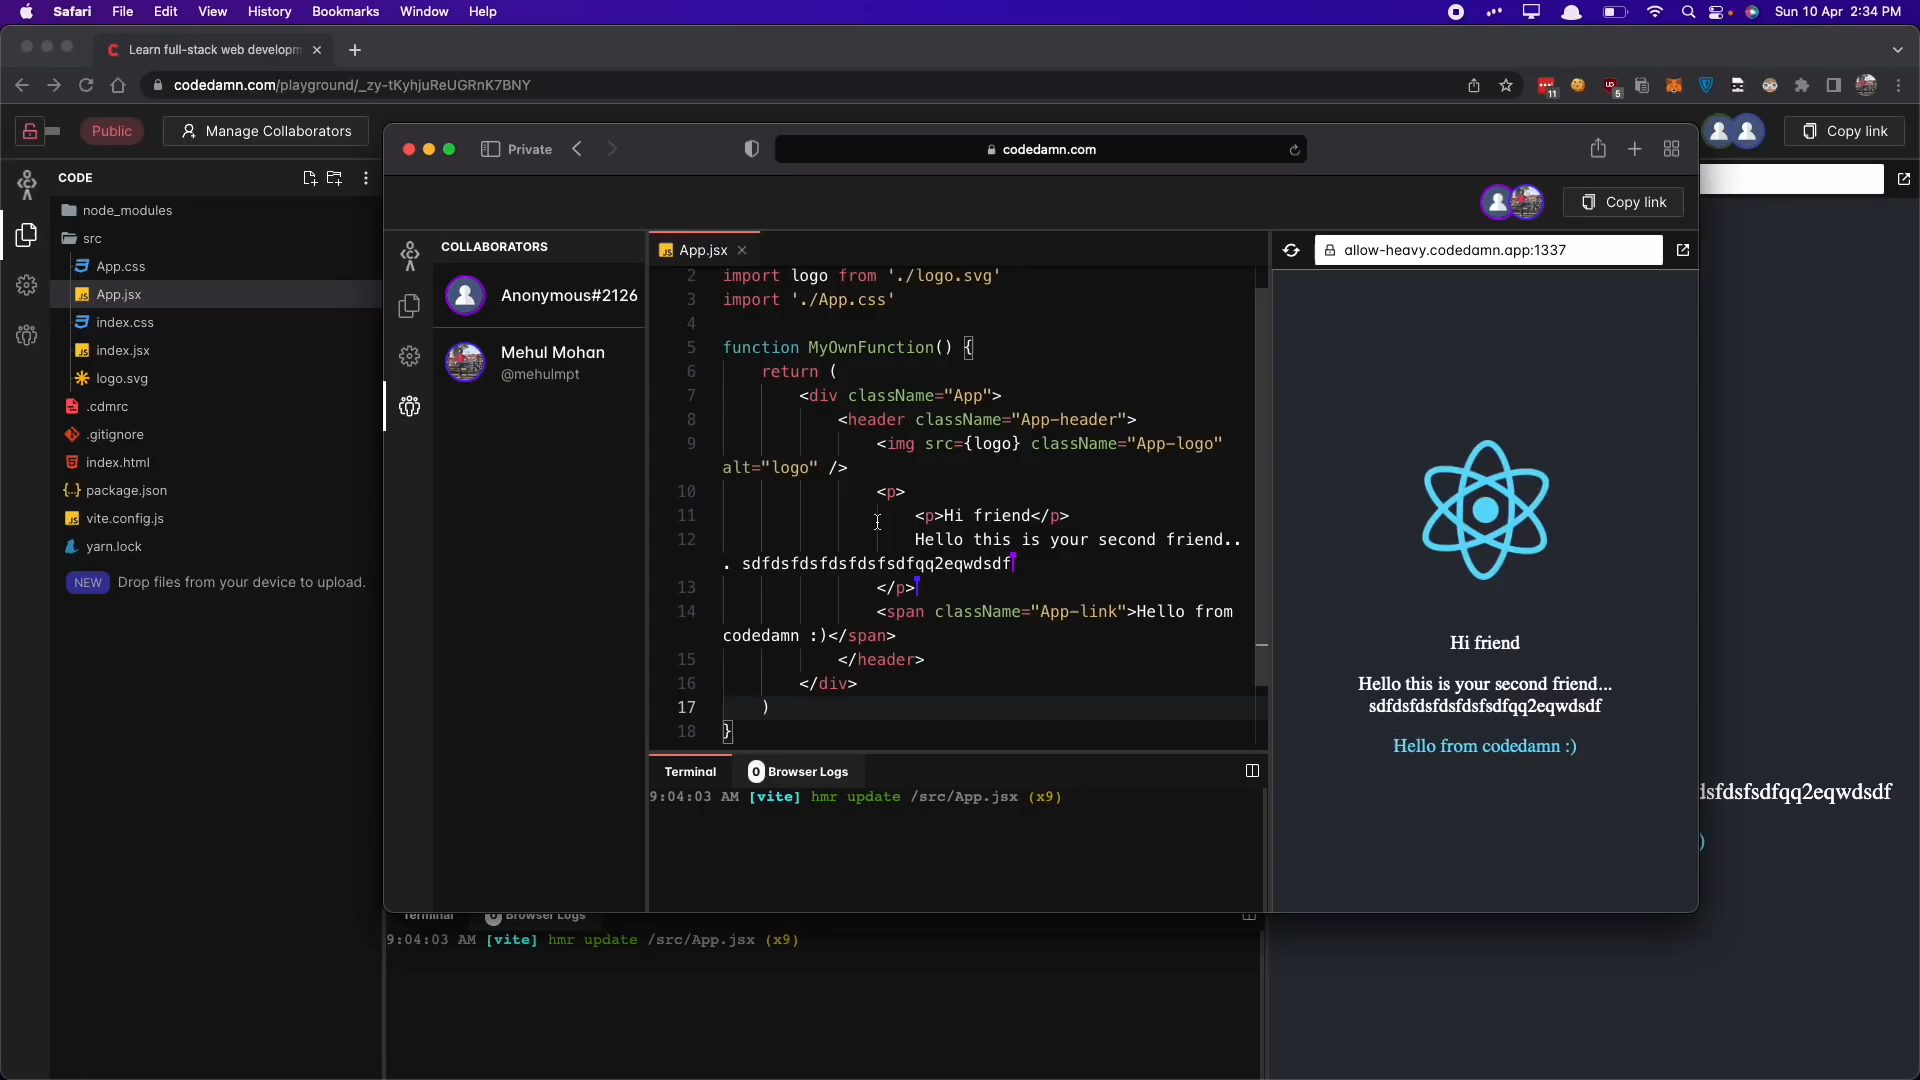 Safari File Edit View History Bookmarks Window Help
Sun 10 Apr 2:34 PM
Learn full-stack web developm
codedamn.com/playground/_zy-tKyhjuReUGRnK7BNY
11
5
Public
Manage Collaborators
Copy link
CODE
node_modules
src
App.css
App.jsx
index.css
index.jsx
logo.svg
.cdmrc
.gitignore
index.html
package.json
vite.config.js
yarn.lock
NEW Drop files from your device to upload.
Private
codedamn.com
Copy link
COLLABORATORS
Anonymous#2126
Mehul Mohan
@mehulmpt
App.jsx
2 import logo from './logo.svg'
3 import './App.css'
4
5 function MyOwnFunction() {
6 return (
7 <div className="App">
8 <header className="App-header">
9 <img src={logo} className="App-logo"
alt="logo" />
10 <p>
11 <p>Hi friend</p>
12 Hello this is your second friend..
. sdfdsfdsfdsfdsfsdfqq2eqwdsdf
13 </p>
14 <span className="App-link">Hello from
codedamn :)</span>
15 </header>
16 </div>
17 )
18 }
Terminal
0 Browser Logs
9:04:03 AM [vite] hmr update /src/App.jsx (x9)
allow-heavy.codedamn.app:1337
Hi friend
Hello this is your second friend...
sdfdsfdsfdsfdsfsdfqq2eqwdsdf
Hello from codedamn :)
Terminal
0 Browser Logs
9:04:03 AM [vite] hmr update /src/App.jsx (x9)
dsfdsfsdfqq2eqwdsdf
)